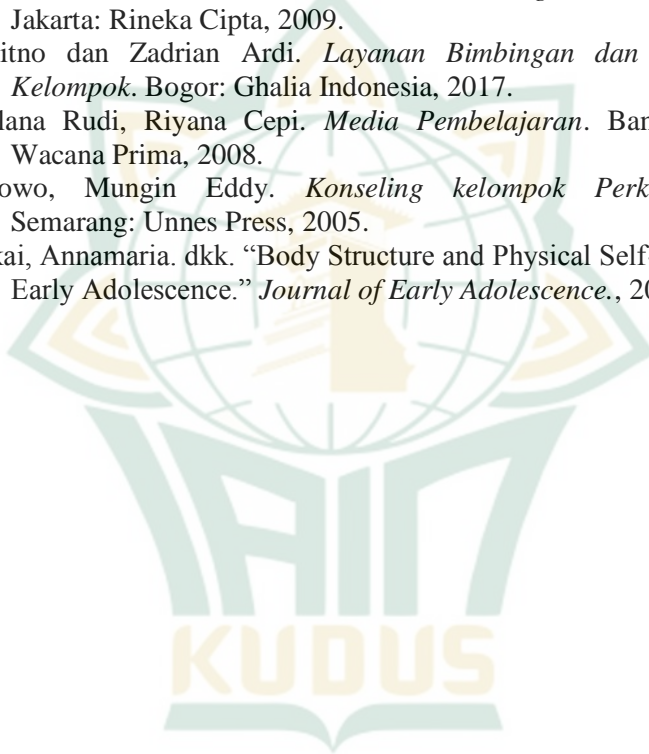 Jakarta: Rineka Cipta, 2009.
itno dan Zadrian Ardi. Layanan Bimbingan dan
Kelompok. Bogor: Ghalia Indonesia, 2017.
lana Rudi, Riyana Cepi. Media Pembelajaran. Ban
Wacana Prima, 2008.
owo, Mungin Eddy. Konseling kelompok Perk
Semarang: Unnes Press, 2005.
kai, Annamaria. dkk. “Body Structure and Physical Self-
Early Adolescence.” Journal of Early Adolescence., 20
IAIN
KUDUS